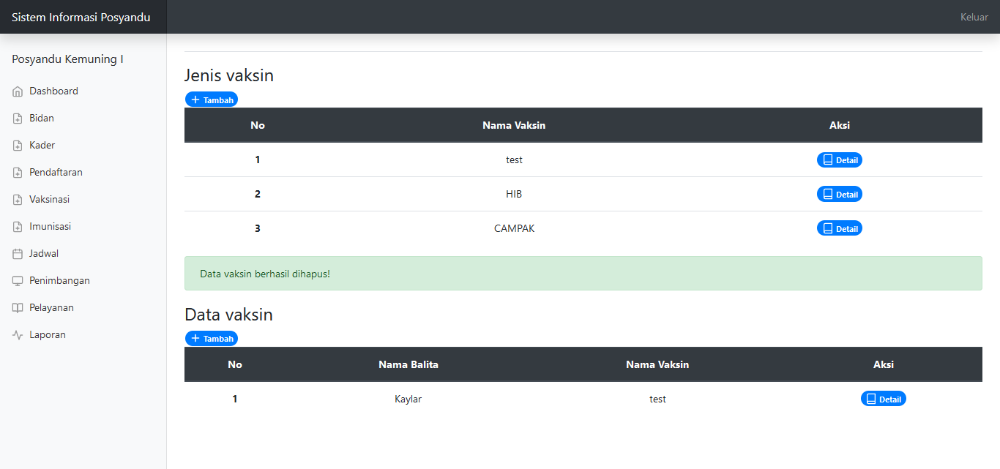 Sistem Informasi Posyandu
Keluar
Posyandu Kemuning I
Dashboard
Bidan
Kader
Pendaftaran
Vaksinasi
Imunisasi
Jadwal
Penimbangan
Pelayanan
Laporan
Jenis vaksin
+ Tambah
No Nama Vaksin Aksi
1 test Detail
2 HIB Detail
3 CAMPAK Detail
Data vaksin berhasil dihapus!
Data vaksin
+ Tambah
No Nama Balita Nama Vaksin Aksi
1 Kaylar test Detail